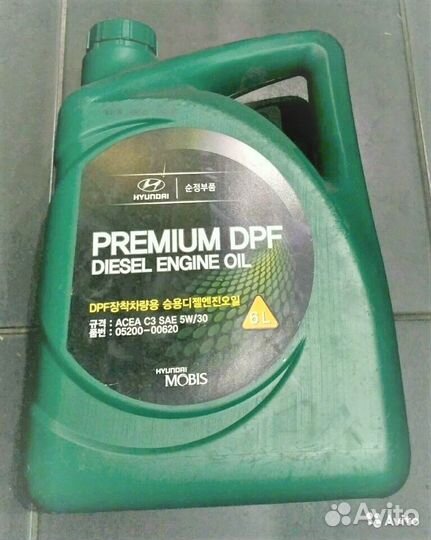 HYUNDAI
순정부품
PREMIUM DPF
DIESEL ENGINE OIL
DPF장착차량용 승용디젤엔진오일
규격 : ACEA C3 SAE 5W/30
품번 : 05200-00620
6 L
HYUNDAI
MOBIS
Avito
Avito